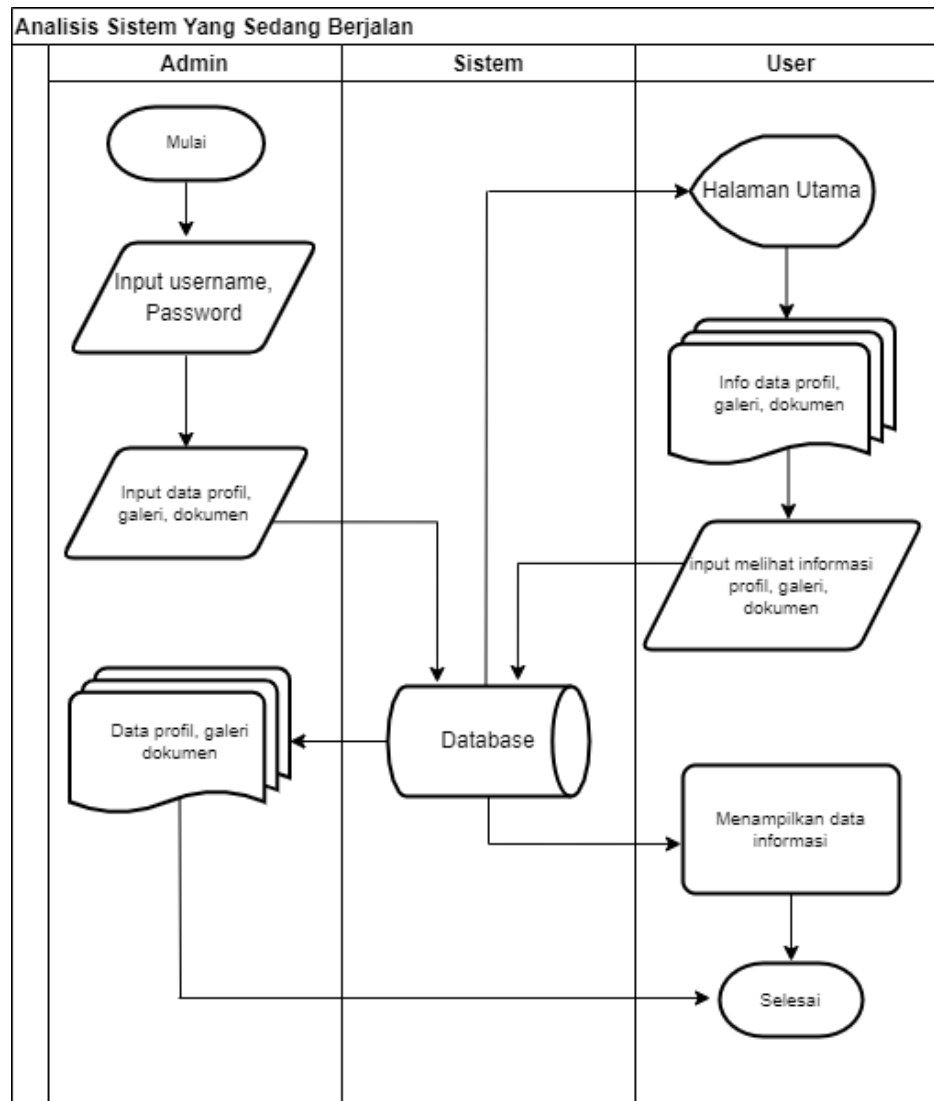 Analisis Sistem Yang Sedang Berjalan
Admin
Sistem
User
Mulai
Halaman Utama
Input username,
Password
Info data profil,
galeri, dokumen
Input data profil,
galeri, dokumen
input melihat informasi
profil, galeri,
dokumen
Data profil, galeri
dokumen
Database
Menampilkan data
informasi
Selesai